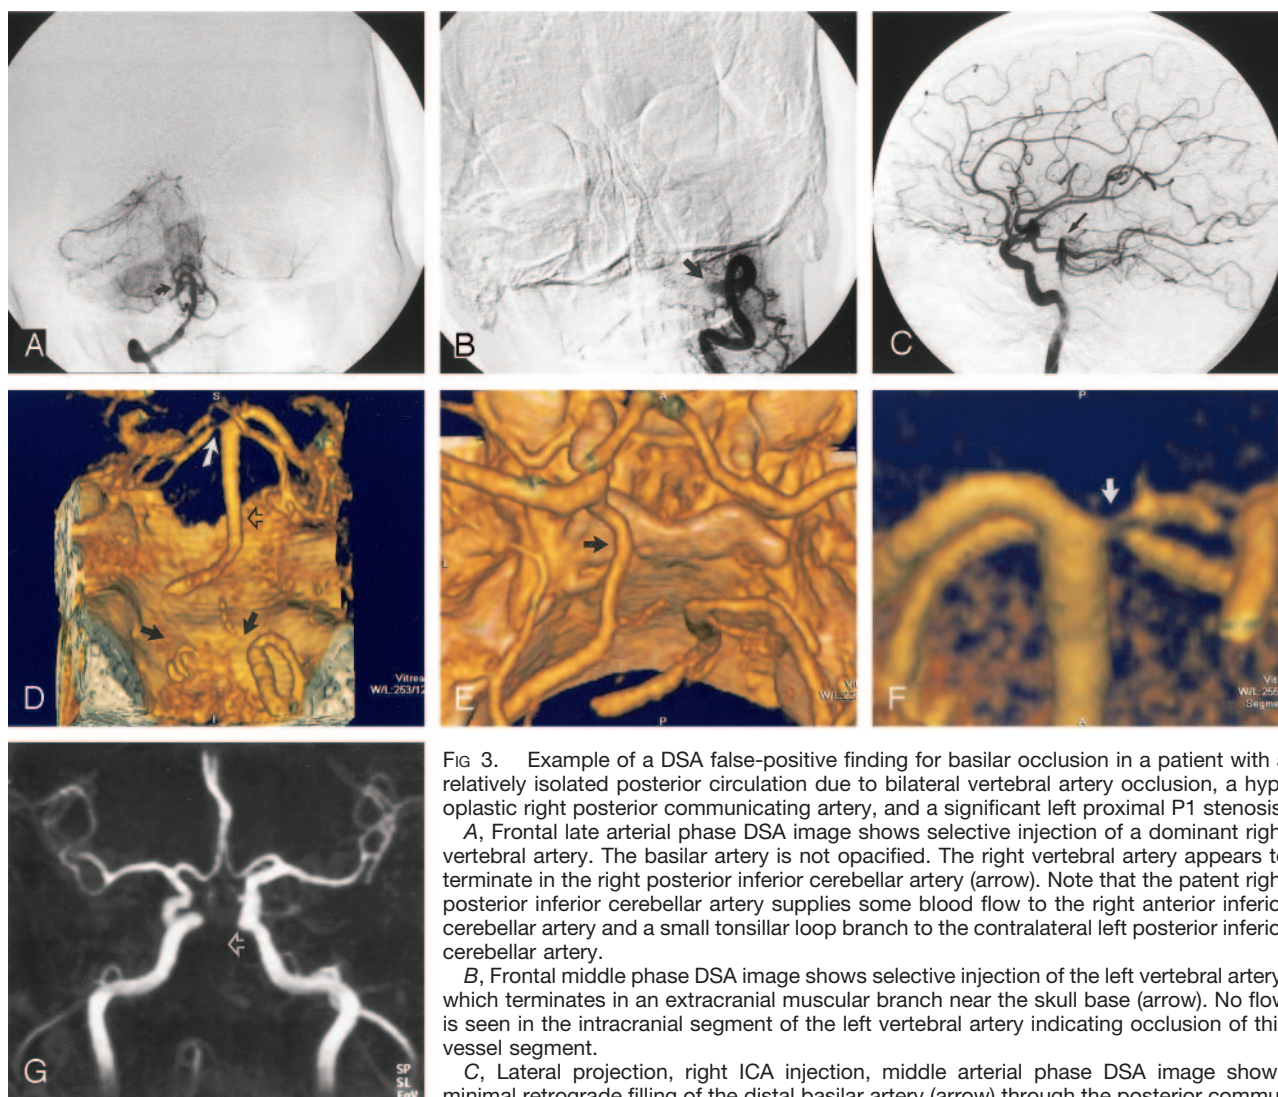 A
B
C
S
Vitrea
W/L:253/12
D
A
L
Vit
P
E
P
Vit
W/L:255
Segme
A
F
SP
SL
G
FIG 3. Example of a DSA false-positive finding for basilar occlusion in a patient with a
relatively isolated posterior circulation due to bilateral vertebral artery occlusion, a hyp
oplastic right posterior communicating artery, and a significant left proximal P1 stenosis
A, Frontal late arterial phase DSA image shows selective injection of a dominant righ
vertebral artery. The basilar artery is not opacified. The right vertebral artery appears to
terminate in the right posterior inferior cerebellar artery (arrow). Note that the patent righ
posterior inferior cerebellar artery supplies some blood flow to the right anterior inferio
cerebellar artery and a small tonsillar loop branch to the contralateral left posterior inferio
cerebellar artery.
B, Frontal middle phase DSA image shows selective injection of the left vertebral artery
which terminates in an extracranial muscular branch near the skull base (arrow). No flow
is seen in the intracranial segment of the left vertebral artery indicating occlusion of thi
vessel segment.
C, Lateral projection, right ICA injection, middle arterial phase DSA image show
minimal retrograde filling of the distal basilar artery (arrow) through the posterior commu